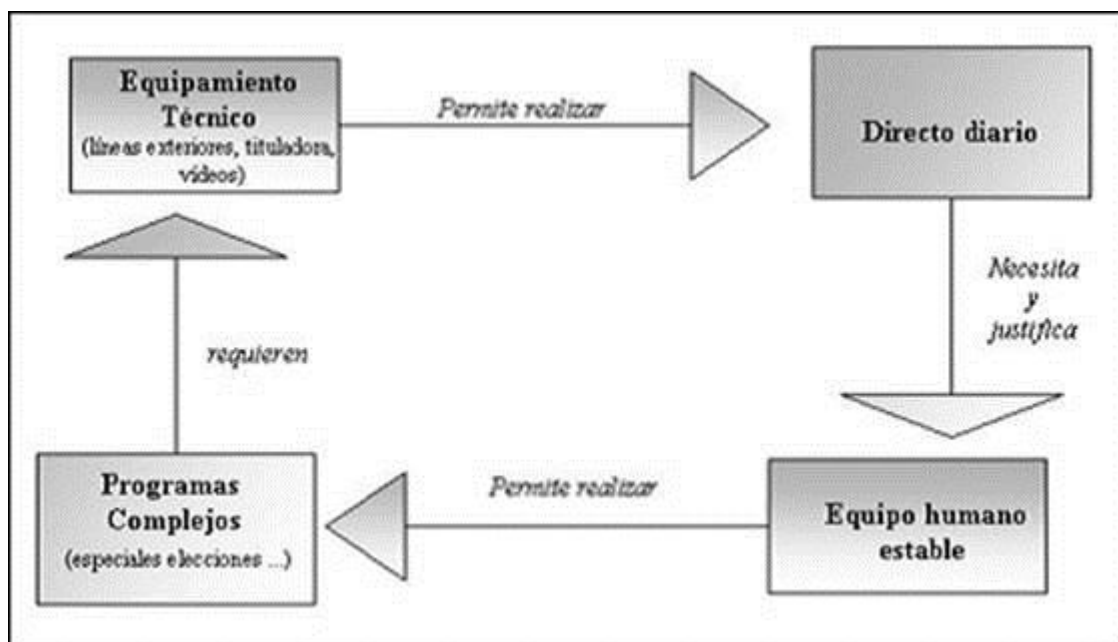 Equipamiento
Técnico
(líneas exteriores, tituladora,
vídeos)
Permite realizar
Directo diario
Necesita
y
justifica
Equipo humano
estable
Permite realizar
Programas
Complejos
(especiales elecciones ...)
requieren